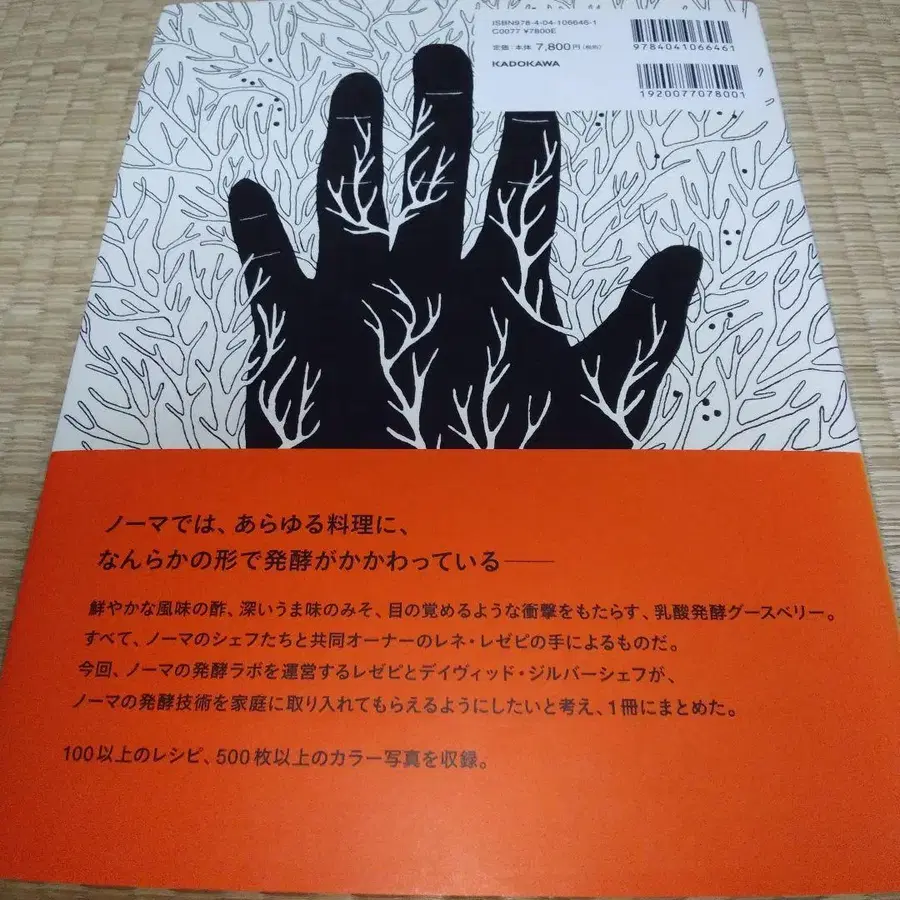 ISBN978-4-04-106646-1
C0077 ¥7800E
定価 本体 7,800円 (税別)
KADOKAWA
9784041066461
1920077078001
ノーマでは、あらゆる料理に、
なんらかの形で発酵がかかわっている──
鮮やかな風味の酢、深いうま味のみそ、目の覚めるような衝撃をもたらす、乳酸発酵グースベリー。
すべて、ノーマのシェフたちと共同オーナーのレネ・レゼピの手によるものだ。
今回、ノーマの発酵ラボを運営するレゼピとデイヴィッド・ジルバーシェフが、
ノーマの発酵技術を家庭に取り入れてもらえるようにしたいと考え、1冊にまとめた。
100以上のレシピ、500枚以上のカラー写真を収録。